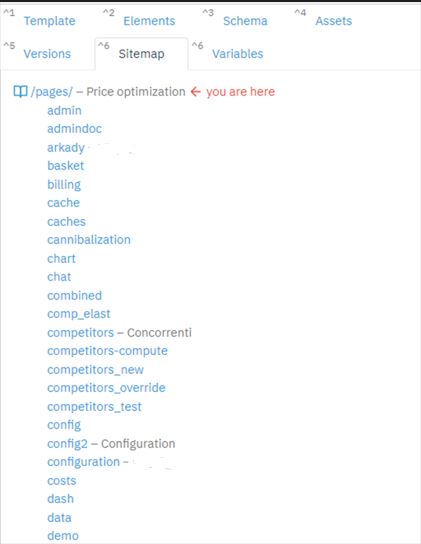 ^1 Template ^2 Elements ^3 Schema ^4 Assets
^5 Versions ^6 Sitemap ^6 Variables
/pages/ – Price optimization ← you are here
admin
admindoc
arkady
basket
billing
cache
caches
cannibalization
chart
chat
combined
comp_elast
competitors – Concorrenti
competitors-compute
competitors_new
competitors_override
competitors_test
config
config2 – Configuration
configuration –
costs
dash
data
demo